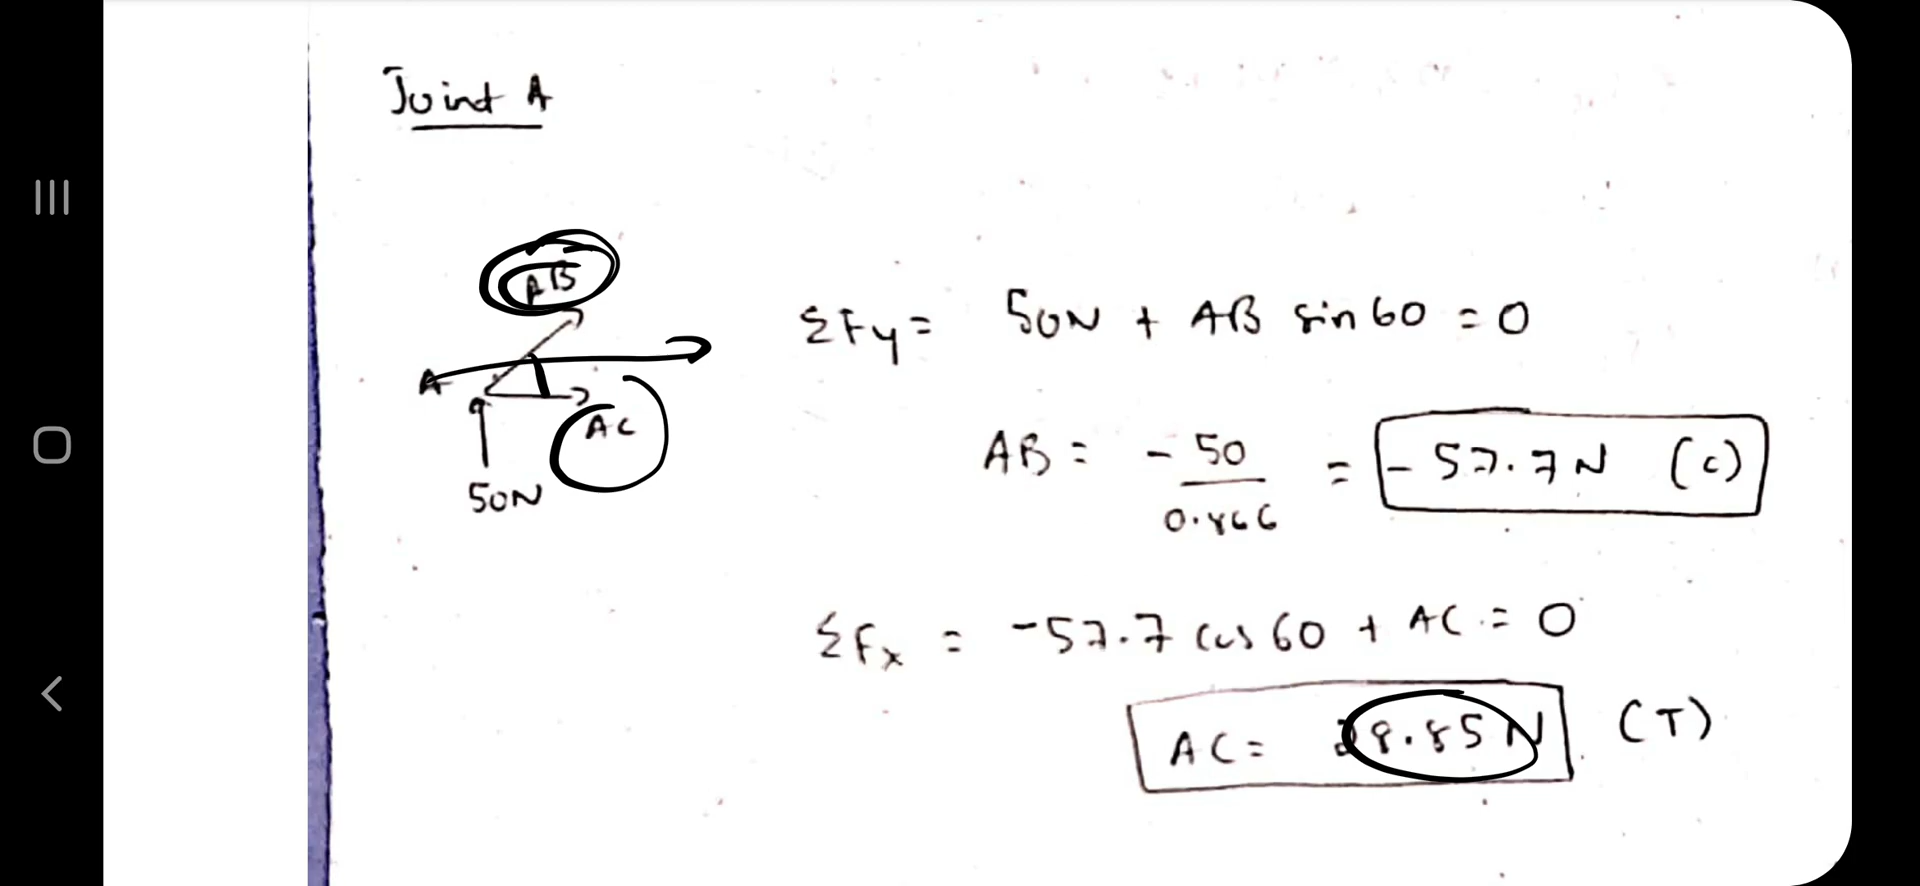 Joint A
AB
A
AC
50N
ΣFy = 50N + AB sin 60 = 0
AB = - 50 / 0.866 = - 57.7 N (C)
ΣFx = -57.7 cos 60 + AC = 0
AC = 28.85 N (T)